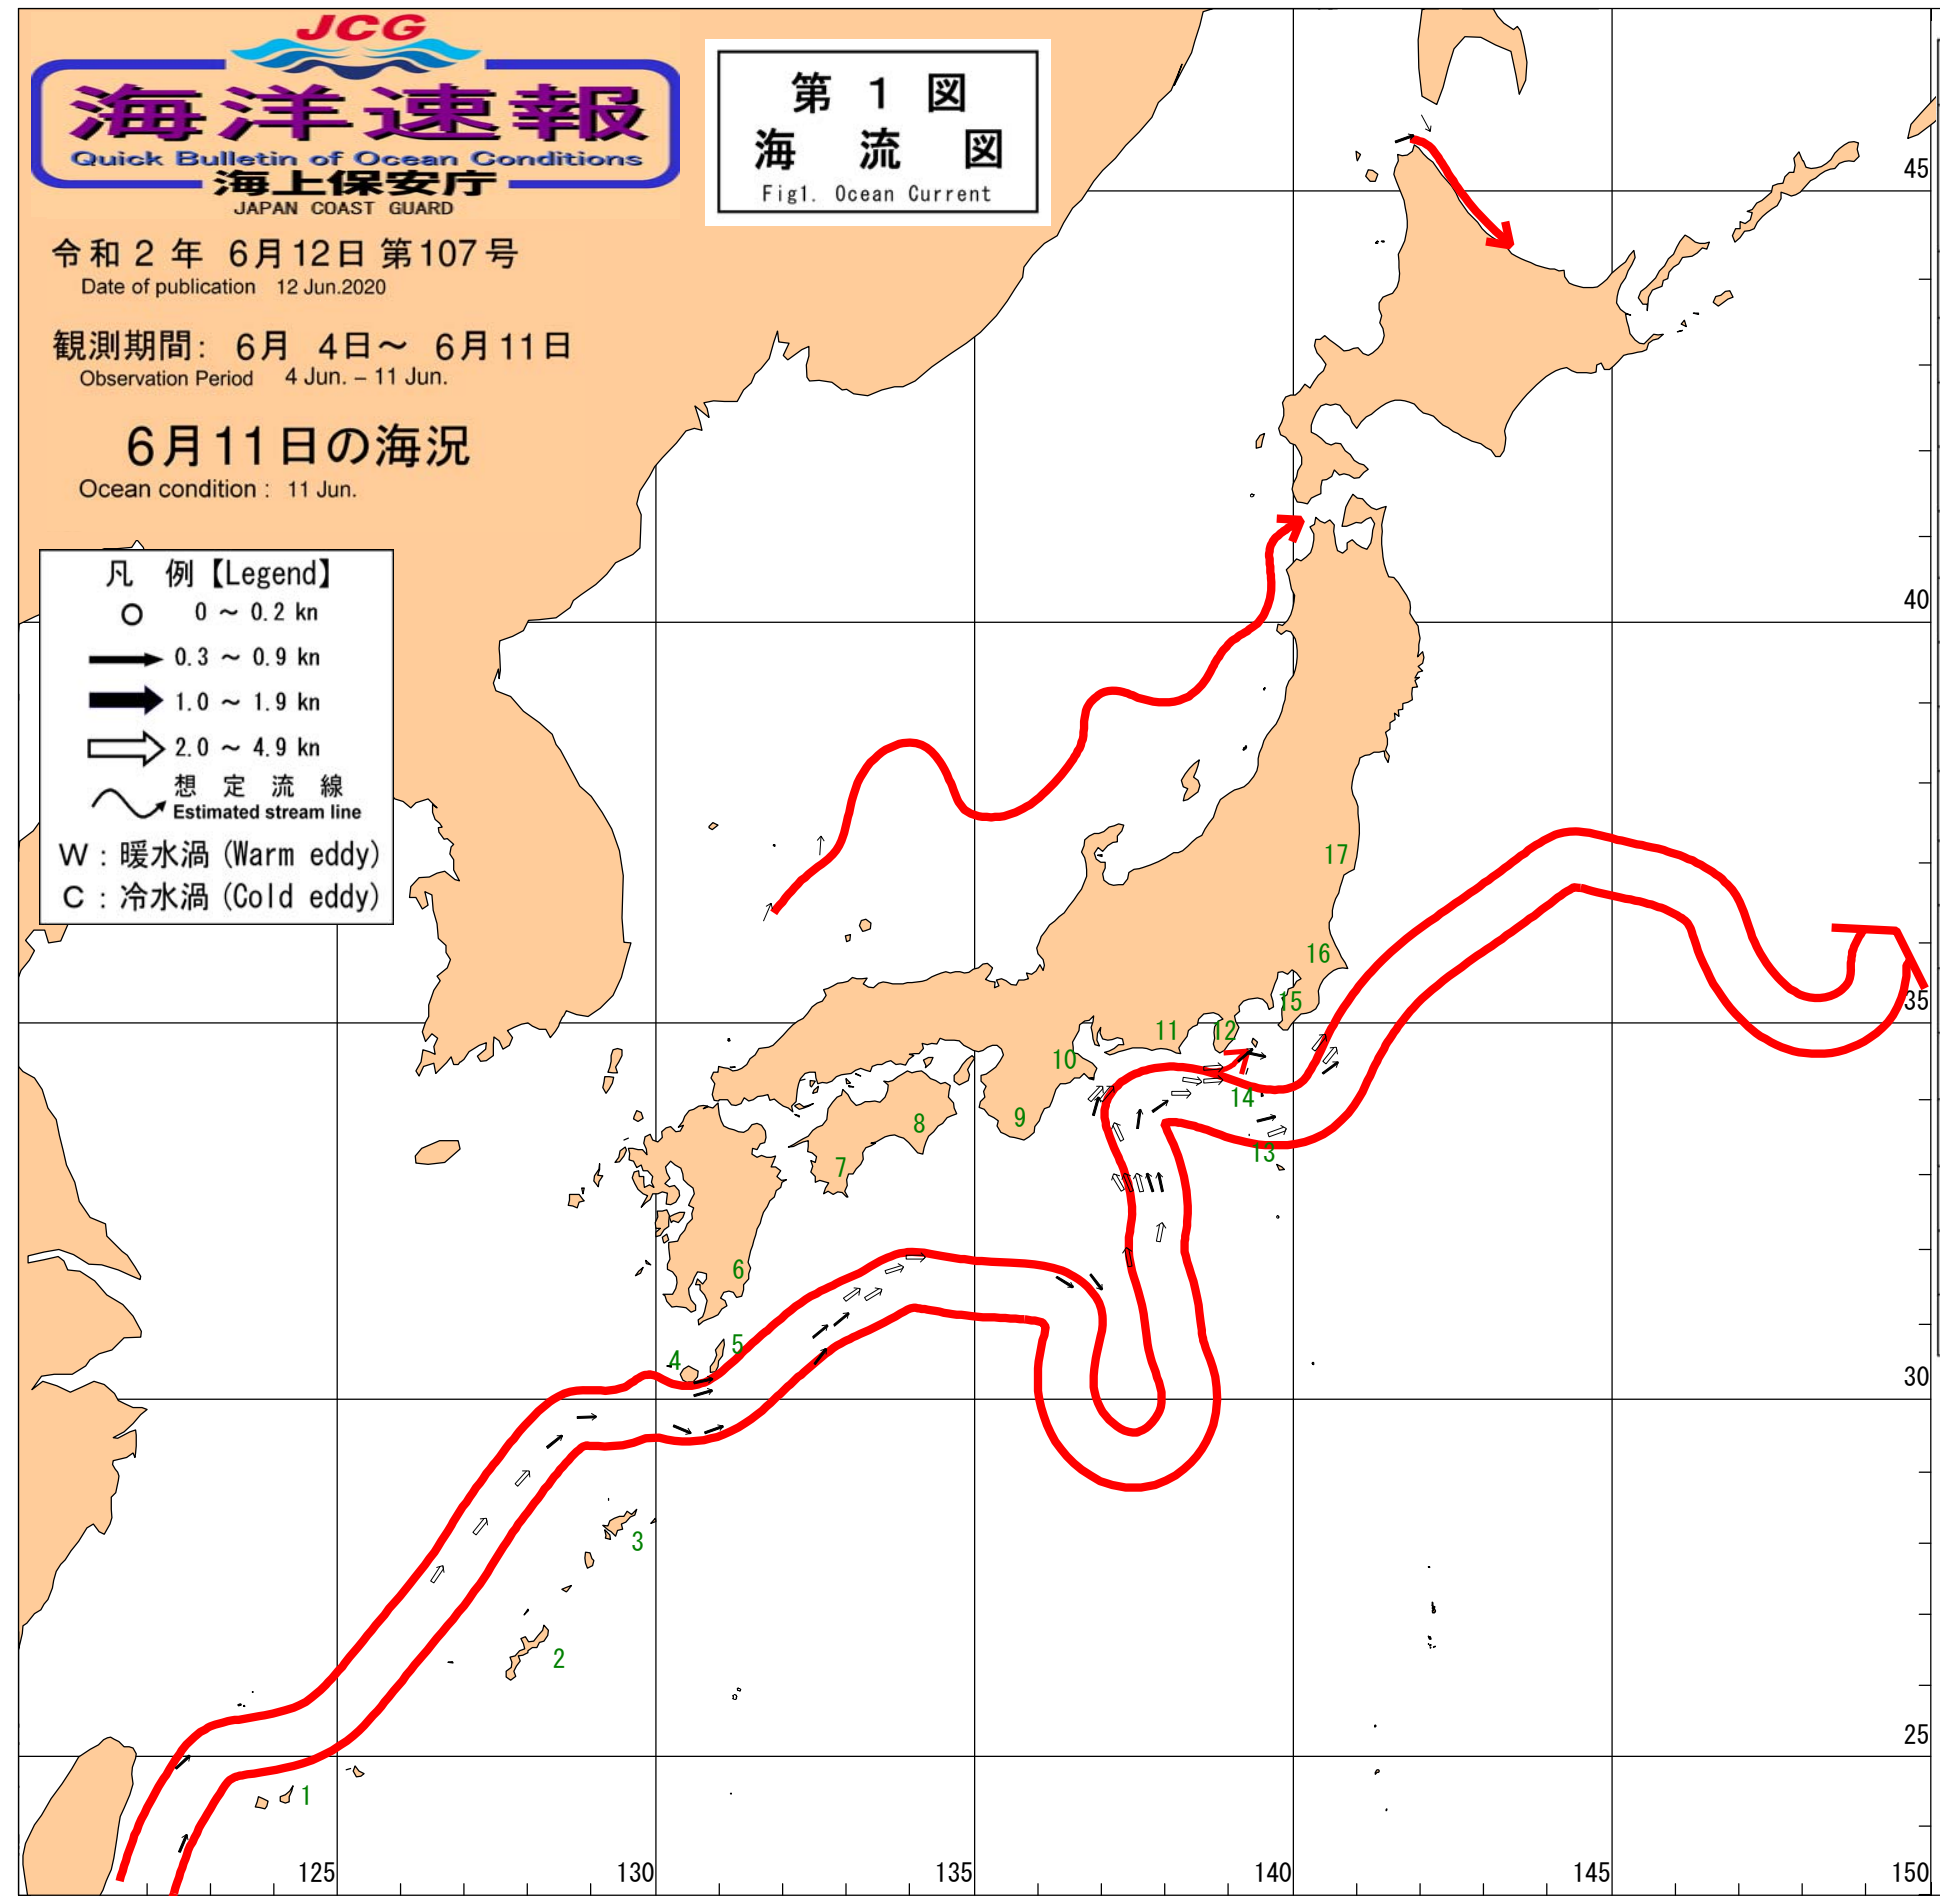 JCG
海洋速報
Quick Bulletin of Ocean Conditions
海上保安庁
JAPAN COAST GUARD
第 1 図
海 流 図
Fig1. Ocean Current
令和 2 年 6月12日 第107号
Date of publication 12 Jun.2020
観測期間: 6月 4日～ 6月11日
Observation Period 4 Jun. – 11 Jun.
6月11日の海況
Ocean condition : 11 Jun.
凡 例【Legend】
0 ～ 0.2 kn
0.3 ～ 0.9 kn
1.0 ～ 1.9 kn
2.0 ～ 4.9 kn
想 定 流 線
Estimated stream line
W : 暖水渦 (Warm eddy)
C : 冷水渦 (Cold eddy)
45
40
17
16
35
15
12
11
10
14
9
8
13
7
6
5
4
30
3
2
25
1
125
130
135
140
145
150